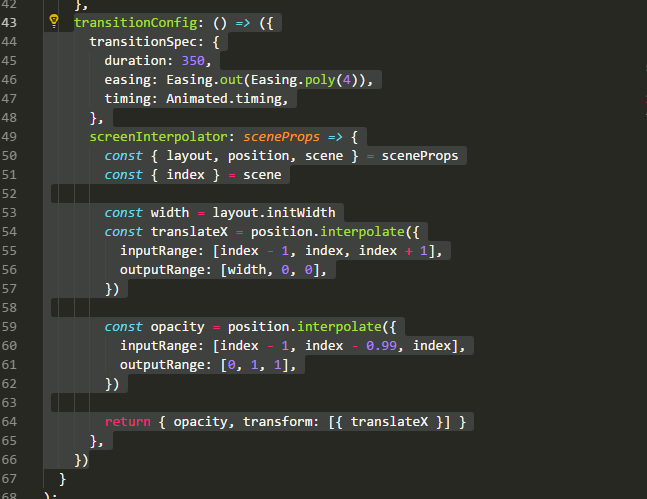 42 },
43 transitionConfig: () => ({
44 transitionSpec: {
45 duration: 350,
46 easing: Easing.out(Easing.poly(4)),
47 timing: Animated.timing,
48 },
49 screenInterpolator: sceneProps => {
50 const { layout, position, scene } = sceneProps
51 const { index } = scene
52
53 const width = layout.initWidth
54 const translateX = position.interpolate({
55 inputRange: [index - 1, index, index + 1],
56 outputRange: [width, 0, 0],
57 })
58
59 const opacity = position.interpolate({
60 inputRange: [index - 1, index - 0.99, index],
61 outputRange: [0, 1, 1],
62 })
63
64 return { opacity, transform: [{ translateX }] }
65 },
66 })
67 }
68 );